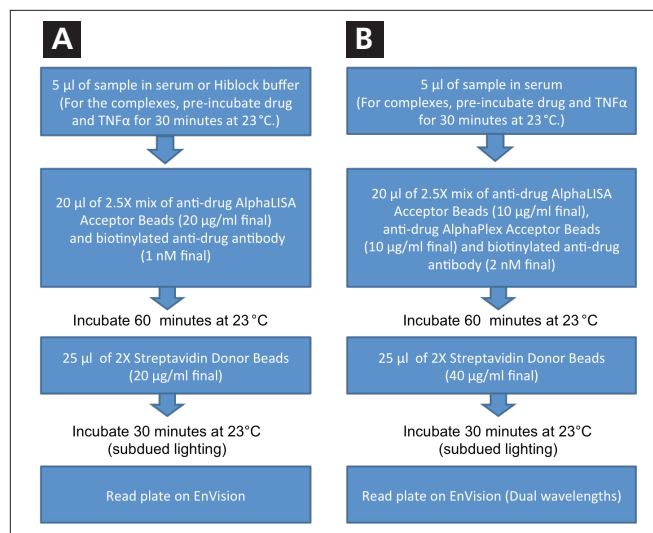 A
5 µl of sample in serum or Hiblock buffer
(For the complexes, pre-incubate drug
and TNFα for 30 minutes at 23 °C.)
20 µl of 2.5X mix of anti-drug AlphaLISA
Acceptor Beads (20 µg/ml final)
and biotinylated anti-drug antibody
(1 nM final)
Incubate 60 minutes at 23 °C
25 µl of 2X Streptavidin Donor Beads
(20 µg/ml final)
Incubate 30 minutes at 23°C
(subdued lighting)
Read plate on EnVision
B
5 µl of sample in serum
(For complexes, pre-incubate drug and TNFα
for 30 minutes at 23 °C.)
20 µl of 2.5X mix of anti-drug AlphaLISA
Acceptor Beads (10 µg/ml final),
anti-drug AlphaPlex Acceptor Beads
(10 µg/ml final) and biotinylated anti-drug
antibody (2 nM final)
Incubate 60 minutes at 23 °C
25 µl of 2X Streptavidin Donor Beads
(40 µg/ml final)
Incubate 30 minutes at 23°C
(subdued lighting)
Read plate on EnVision (Dual wavelengths)